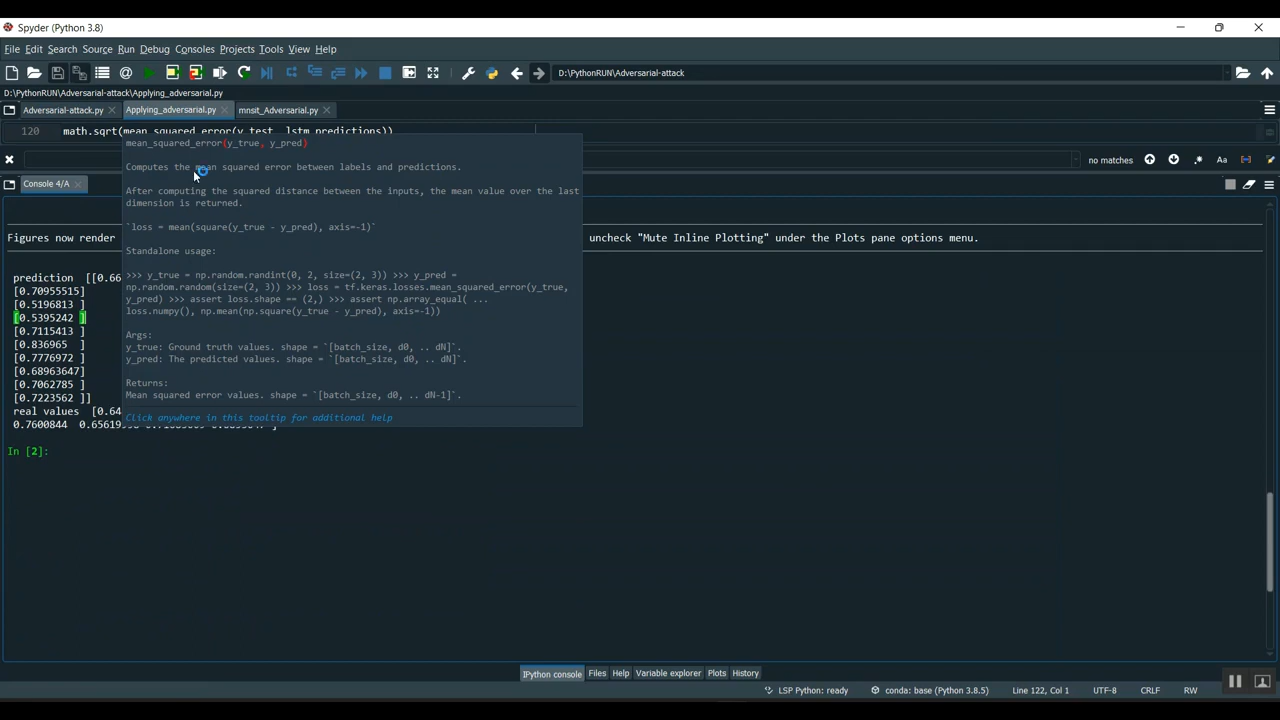 Spyder (Python 3.8)
File Edit Search Source Run Debug Consoles Projects Tools View Help
D:\PythonRUN\Adversarial-attack
D:\PythonRUN\Adversarial-attack\Applying_adversarial.py
Adversarial-attack.py Applying_adversarial.py mnsit_Adversarial.py
120 math.sqrt(mean_squared_error(y_test, lstm_predictions))
mean_squared_error(y_true, y_pred)
no matches .* Aa
Computes the mean squared error between labels and predictions.
Console 4/A
After computing the squared distance between the inputs, the mean value over the last
dimension is returned.
`loss = mean(square(y_true - y_pred), axis=-1)`
Figures now render uncheck "Mute Inline Plotting" under the Plots pane options menu.
Standalone usage:
>>> y_true = np.random.randint(0, 2, size=(2, 3)) >>> y_pred =
np.random.random(size=(2, 3)) >>> loss = tf.keras.losses.mean_squared_error(y_true,
y_pred) >>> assert loss.shape == (2,) >>> assert np.array_equal( ...
loss.numpy(), np.mean(np.square(y_true - y_pred), axis=-1))
Args:
y_true: Ground truth values. shape = `[batch_size, d0, .. dN]`.
y_pred: The predicted values. shape = `[batch_size, d0, .. dN]`.
Returns:
Mean squared error values. shape = `[batch_size, d0, .. dN-1]`.
Click anywhere in this tooltip for additional help
prediction [[0.66
[0.70955515]
[0.5196813 ]
[0.5395242 ]
[0.7115413 ]
[0.836965 ]
[0.7776972 ]
[0.68963647]
[0.7062785 ]
[0.7223562 ]]
real values [0.64
0.7600844
In [2]:
IPython console Files Help Variable explorer Plots History
LSP Python: ready conda: base (Python 3.8.5) Line 122, Col 1 UTF-8 CRLF RW